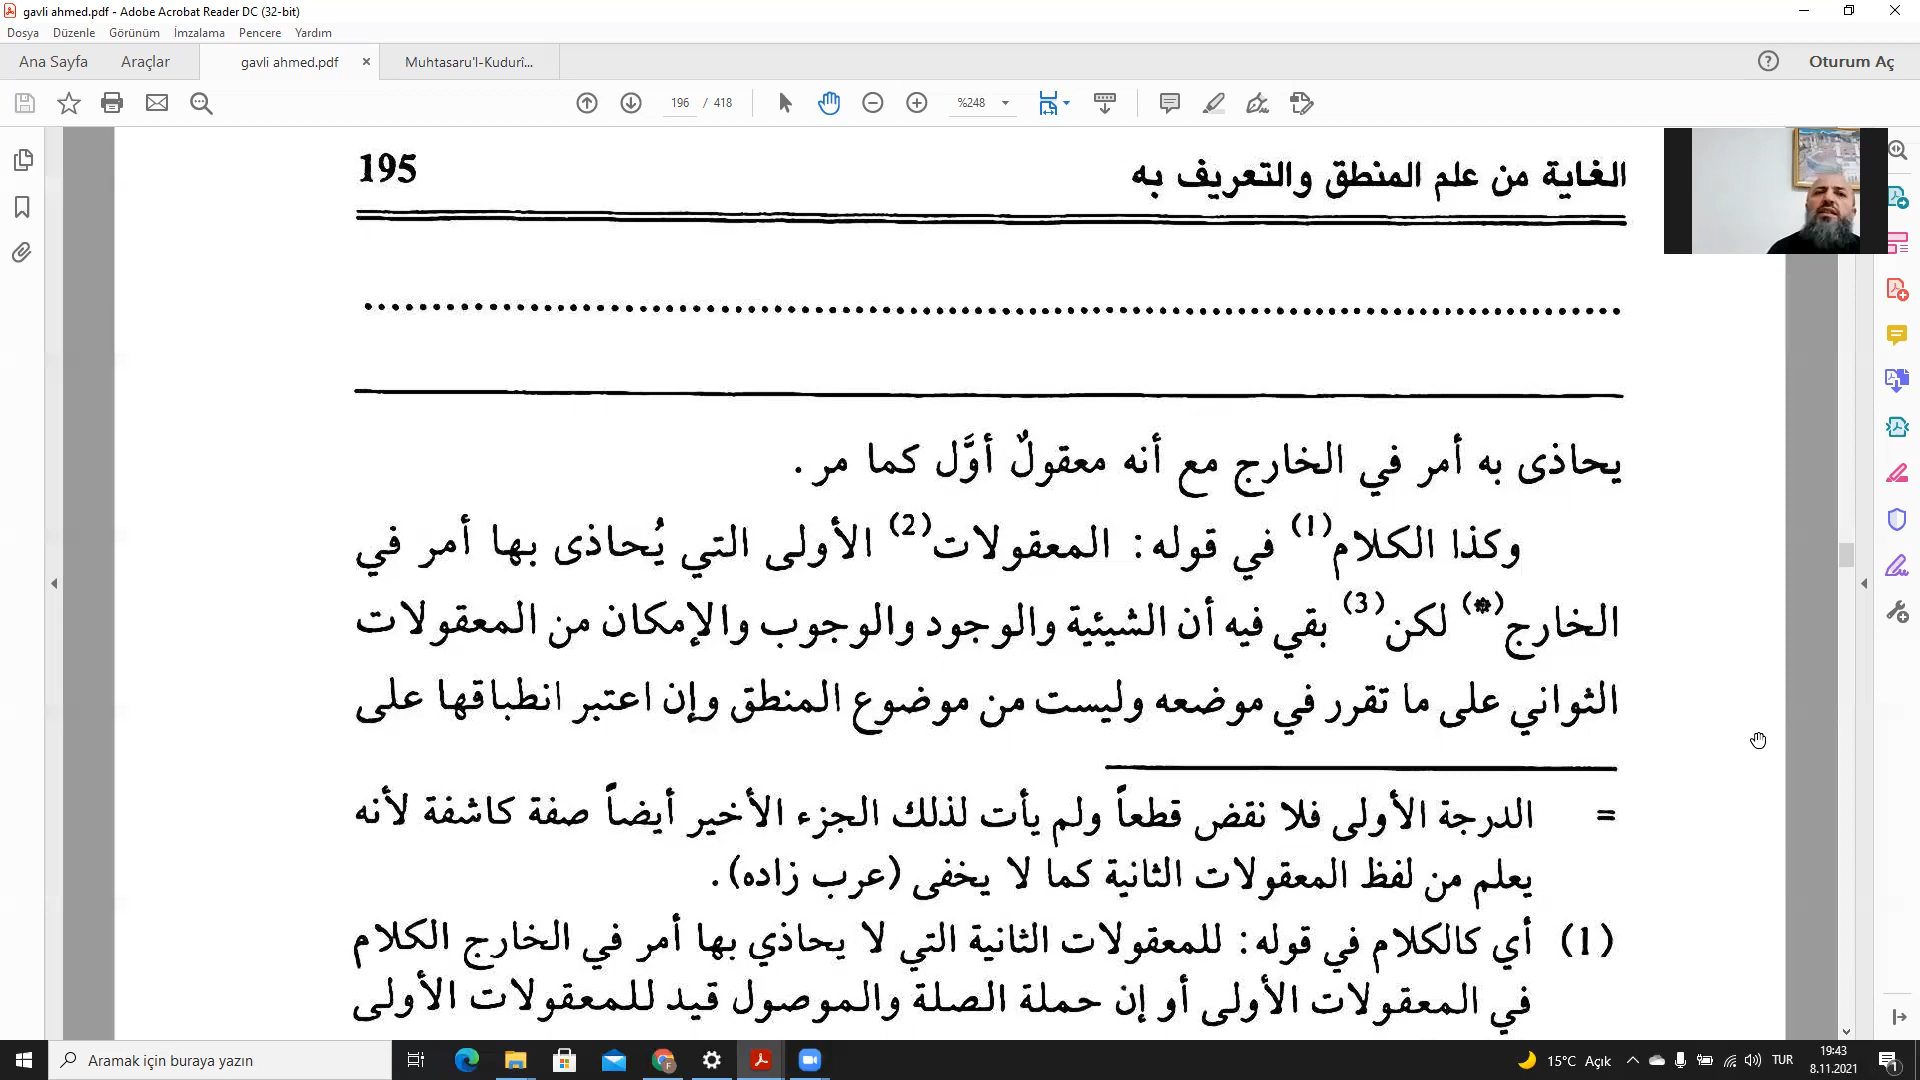 gavli ahmed.pdf - Adobe Acrobat Reader DC (32-bit)
Dosya Düzenle Görünüm İmzalama Pencere Yardım
Ana Sayfa Araçlar gavli ahmed.pdf × Muhtasaru'l-Kudurî... Oturum Aç
196 / 418 %248
الغاية من علم المنطق والتعريف به 195
يحاذى به أمر في الخارج مع أنه معقولٌ أوَّل كما مر .
وكذا الكلام(1) في قوله: المعقولات(2) الأولى التي يُحاذى بها أمر في
الخارج(*) لكن(3) بقي فيه أن الشيئية والوجود والوجوب والإمكان من المعقولات
الثواني على ما تقرر في موضعه وليست من موضوع المنطق وإن اعتبر انطباقها على
= الدرجة الأولى فلا نقض قطعاً ولم يأت لذلك الجزء الأخير أيضاً صفة كاشفة لأنه
يعلم من لفظ المعقولات الثانية كما لا يخفى (عرب زاده).
(1) أي كالكلام في قوله: للمعقولات الثانية التي لا يحاذي بها أمر في الخارج الكلام
في المعقولات الأولى أو إن حملة الصلة والموصول قيد للمعقولات الأولى
Aramak için buraya yazın
15°C Açık
TUR
19:43
8.11.2021
1